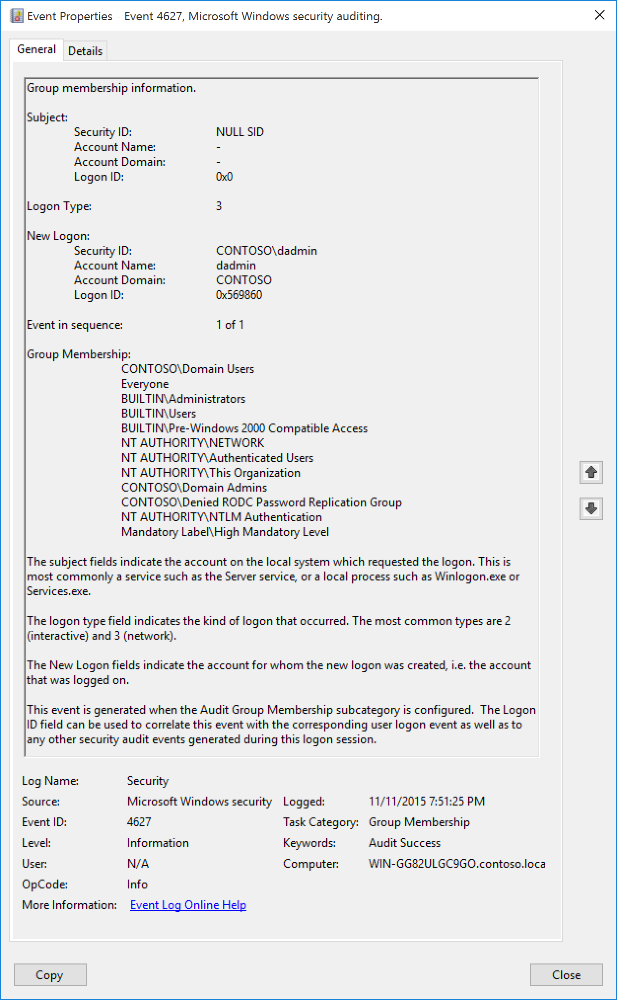 Event Properties - Event 4627, Microsoft Windows security auditing.
General Details
Group membership information.
Subject:
Security ID: NULL SID
Account Name: -
Account Domain: -
Logon ID: 0x0
Logon Type: 3
New Logon:
Security ID: CONTOSO\dadmin
Account Name: dadmin
Account Domain: CONTOSO
Logon ID: 0x569860
Event in sequence: 1 of 1
Group Membership:
CONTOSO\Domain Users
Everyone
BUILTIN\Administrators
BUILTIN\Users
BUILTIN\Pre-Windows 2000 Compatible Access
NT AUTHORITY\NETWORK
NT AUTHORITY\Authenticated Users
NT AUTHORITY\This Organization
CONTOSO\Domain Admins
CONTOSO\Denied RODC Password Replication Group
NT AUTHORITY\NTLM Authentication
Mandatory Label\High Mandatory Level
The subject fields indicate the account on the local system which requested the logon. This is
most commonly a service such as the Server service, or a local process such as Winlogon.exe or
Services.exe.
The logon type field indicates the kind of logon that occurred. The most common types are 2
(interactive) and 3 (network).
The New Logon fields indicate the account for whom the new logon was created, i.e. the account
that was logged on.
This event is generated when the Audit Group Membership subcategory is configured.  The Logon
ID field can be used to correlate this event with the corresponding user logon event as well as to
any other security audit events generated during this logon session.
Log Name: Security
Source: Microsoft Windows security Logged: 11/11/2015 7:51:25 PM
Event ID: 4627 Task Category: Group Membership
Level: Information Keywords: Audit Success
User: N/A Computer: WIN-GG82ULGC9GO.contoso.loca
OpCode: Info
More Information: Event Log Online Help
Copy Close